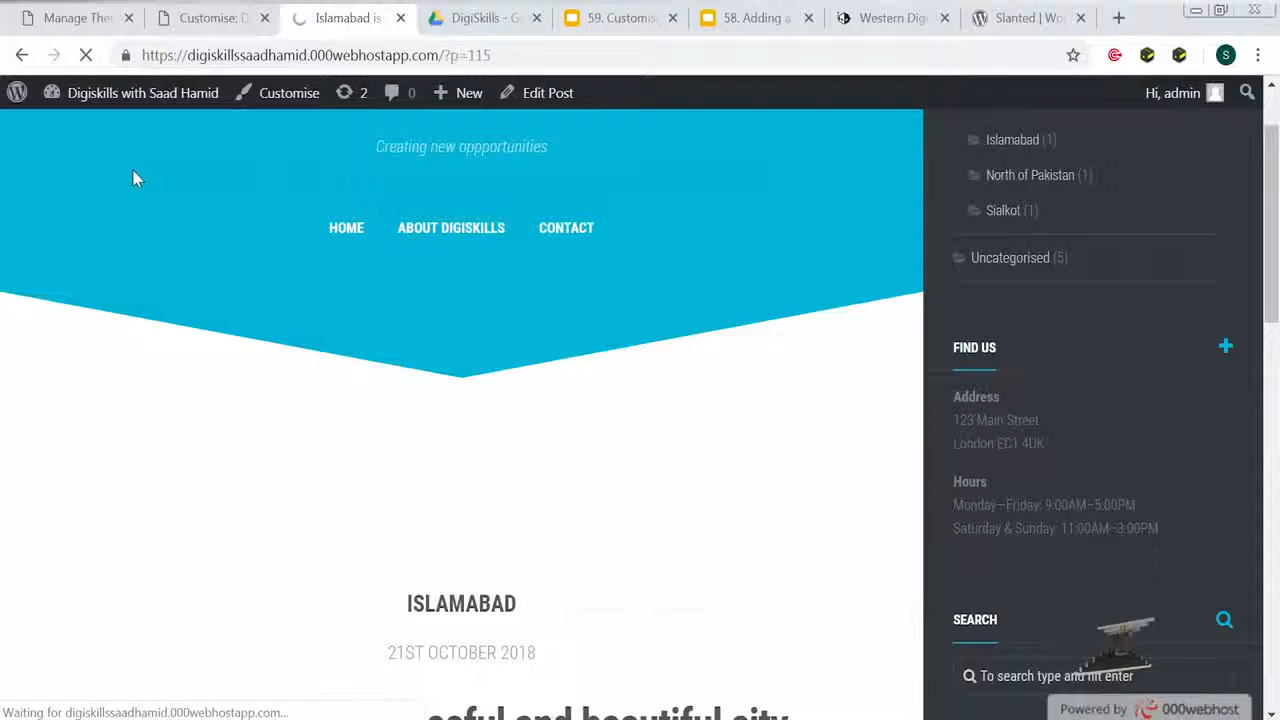 Manage The
Customise: D
Islamabad is
DigiSkills - G
59. Customis
58. Adding a
Western Dig
Slanted | Wo
https://digiskillssaadhamid.000webhostapp.com/?p=115
S
Digiskills with Saad Hamid
Customise
2
0
New
Edit Post
Hi, admin
Creating new oppportunities
HOME
ABOUT DIGISKILLS
CONTACT
ISLAMABAD
21ST OCTOBER 2018
and beautiful city
Islamabad (1)
North of Pakistan (1)
Sialkot (1)
Uncategorised (5)
FIND US
Address
123 Main Street
London EC1 4UK
Hours
Monday—Friday: 9:00AM–5:00PM
Saturday & Sunday: 11:00AM–3:00PM
SEARCH
To search type and hit enter
Powered by 000webhost
Waiting for digiskillssaadhamid.000webhostapp.com...